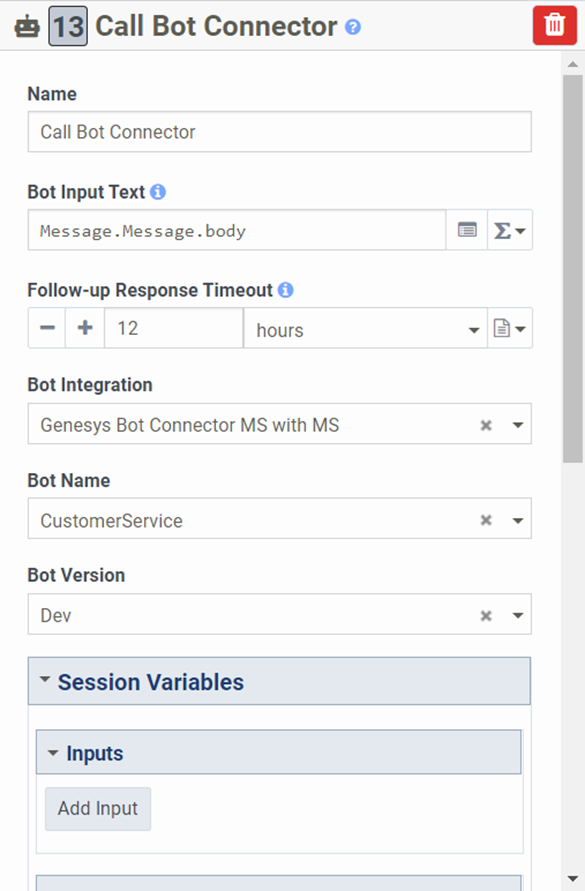 13 Call Bot Connector ?
Name
Call Bot Connector
Bot Input Text i
Message.Message.body
Σ
Follow-up Response Timeout i
− + 12 hours
Bot Integration
Genesys Bot Connector MS with MS ×
Bot Name
CustomerService ×
Bot Version
Dev ×
Session Variables
Inputs
Add Input